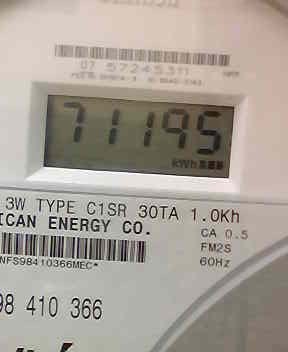 07 57245311
71195
kWh
3W TYPE C1SR 30TA 1.0Kh
ICAN ENERGY CO.
CA 0.5
FM2S
60Hz
NFS98410366MEC*
98 410 366